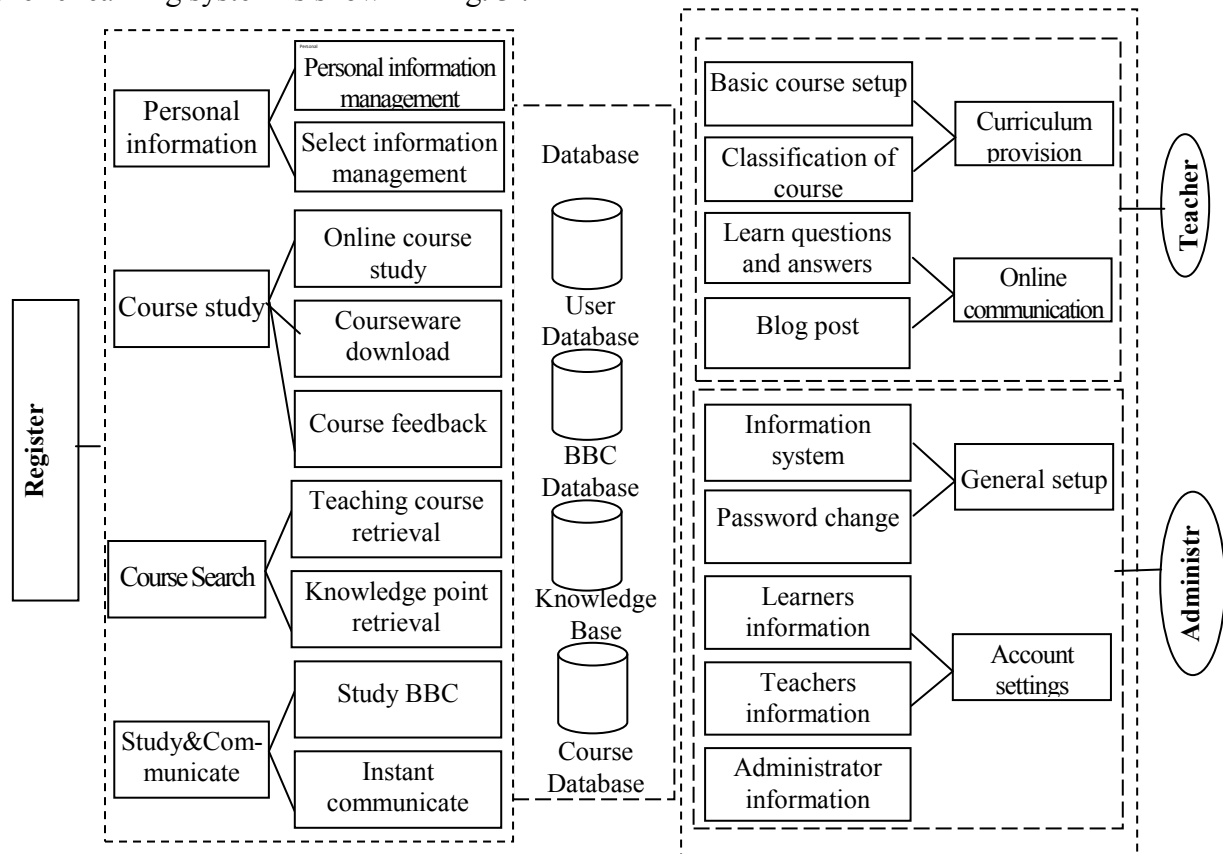 learning system is shown in Fig.
Register
Personal
information
Personal
Personal information
management
Select information
management
Course study
Online course
study
Courseware
download
Course feedback
Course Search
Teaching course
retrieval
Knowledge point
retrieval
Study&Com-
municate
Study BBC
Instant
communicate
Database
User
Database
BBC
Database
Knowledge
Base
Course
Database
Basic course setup
Classification of
course
Curriculum
provision
Learn questions
and answers
Blog post
Online
communication
Teacher
Information
system
Password change
General setup
Learners
information
Teachers
information
Administrator
information
Account
settings
Administr